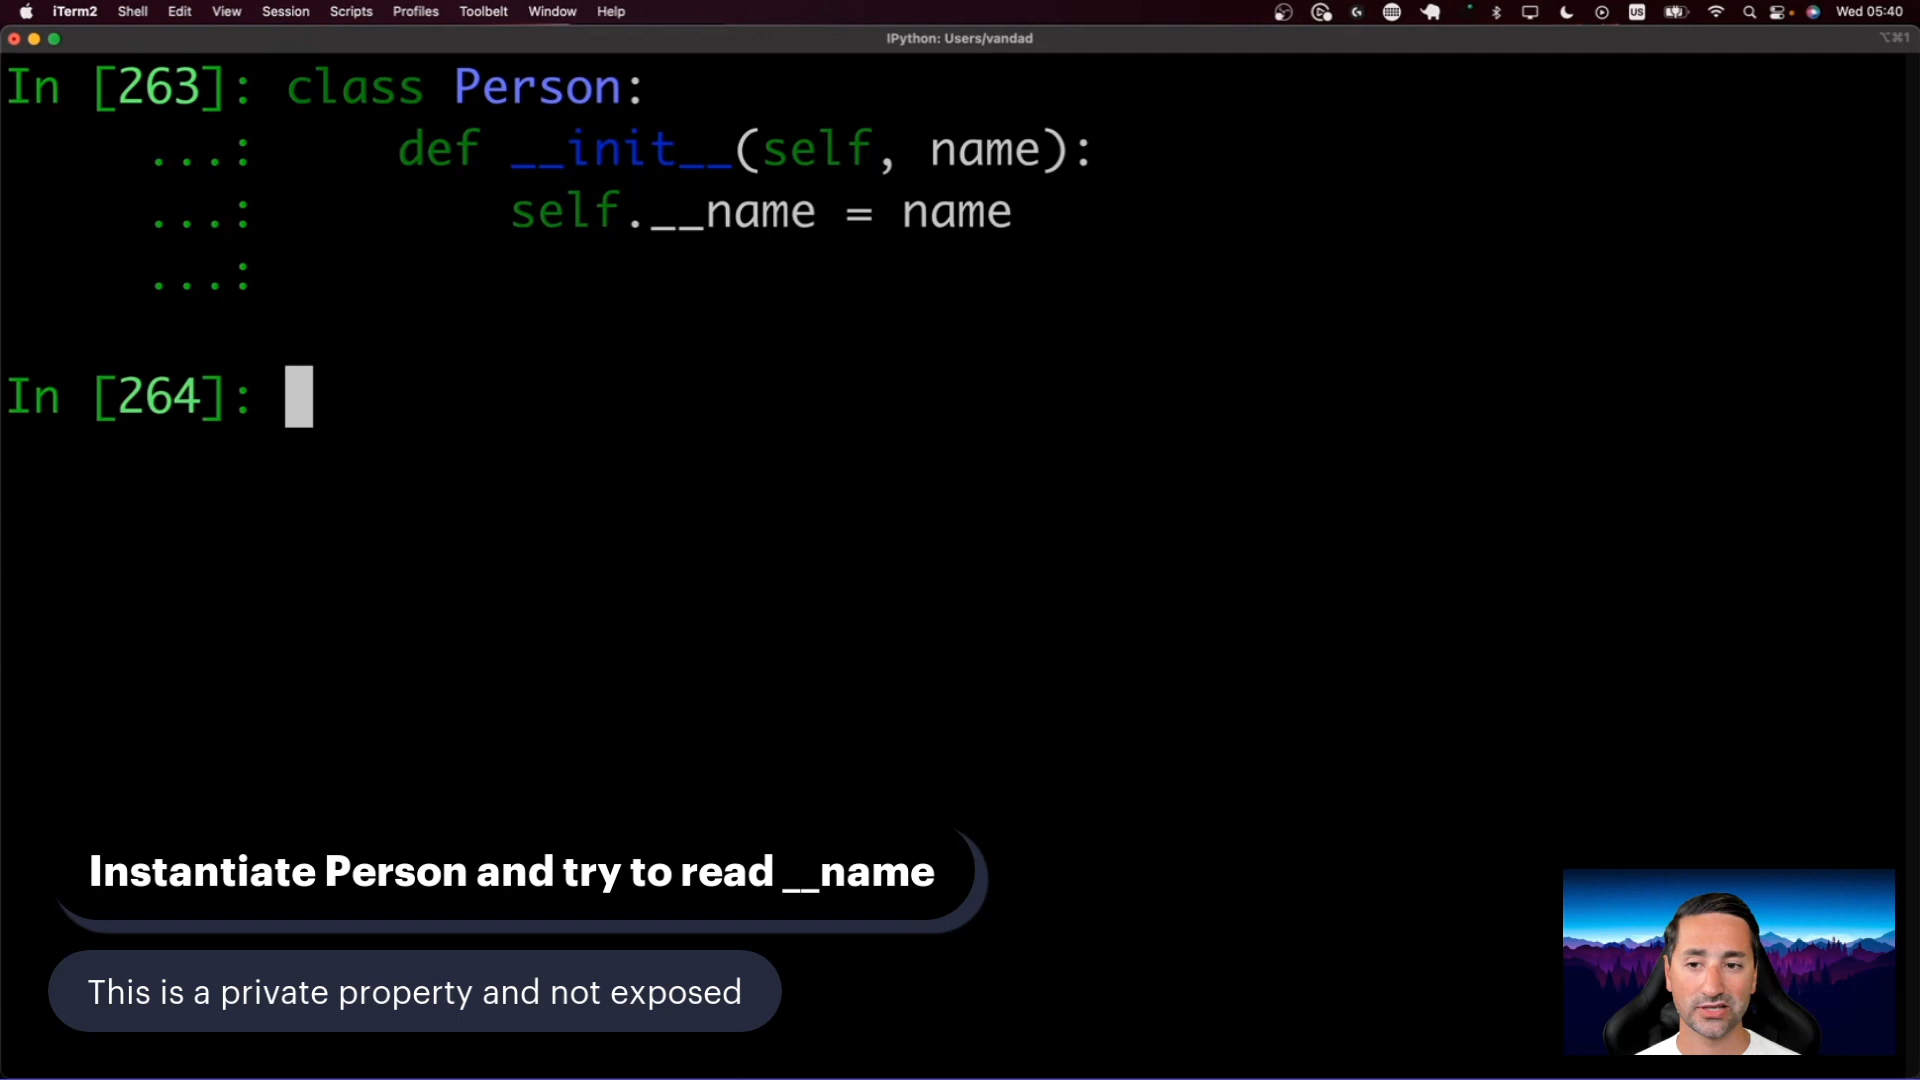 iTerm2 Shell Edit View Session Scripts Profiles Toolbelt Window Help US Wed 05:40
IPython: Users/vandad ⌥⌘1
In [263]: class Person:
...: def __init__(self, name):
...: self.__name = name
...:
In [264]:
Instantiate Person and try to read __name
This is a private property and not exposed